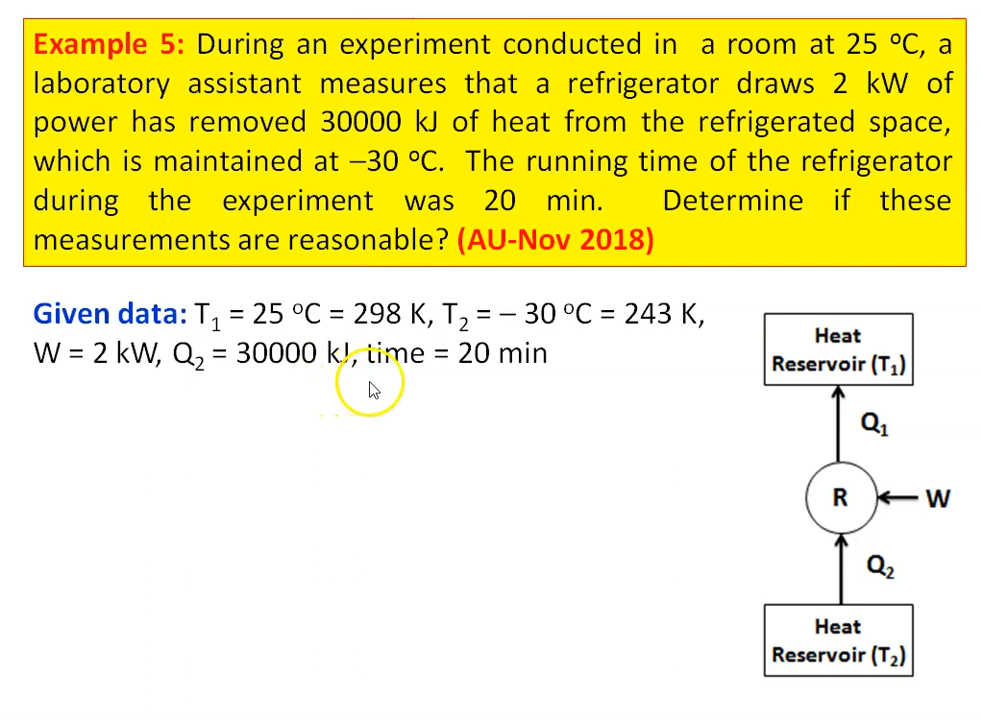 Example 5: During an experiment conducted in a room at 25 ºC, a
laboratory assistant measures that a refrigerator draws 2 kW of
power has removed 30000 kJ of heat from the refrigerated space,
which is maintained at –30 ºC. The running time of the refrigerator
during the experiment was 20 min. Determine if these
measurements are reasonable? (AU-Nov 2018)
Given data: T₁ = 25 ºC = 298 K, T₂ = – 30 ºC = 243 K,
W = 2 kW, Q₂ = 30000 kJ, time = 20 min
Heat
Reservoir (T₁)
Q₁
R
W
Q₂
Heat
Reservoir (T₂)